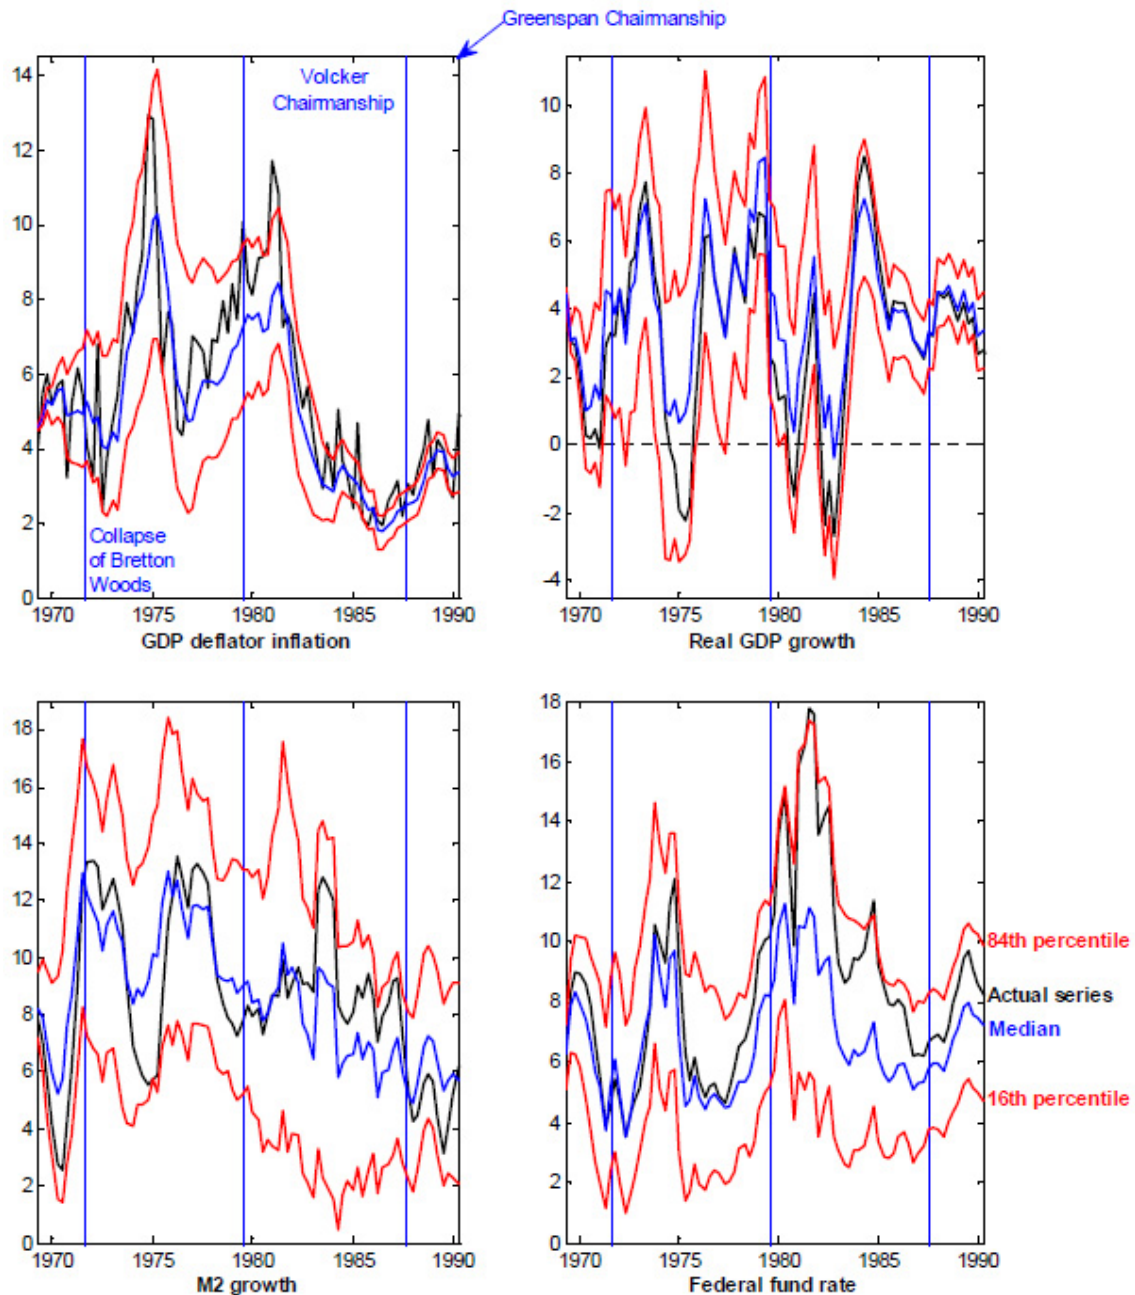 Greenspan Chairmanship
14
12
10
8
6
4
2
0
Volcker
Chairmanship
Collapse
of Bretton
Woods
1970 1975 1980 1985 1990
GDP deflator inflation
10
8
6
4
2
0
-2
-4
1970 1975 1980 1985 1990
Real GDP growth
18
16
14
12
10
8
6
4
2
0
1970 1975 1980 1985 1990
M2 growth
18
16
14
12
10
8
6
4
2
0
84th percentile
Actual series
Median
16th percentile
1970 1975 1980 1985 1990
Federal fund rate